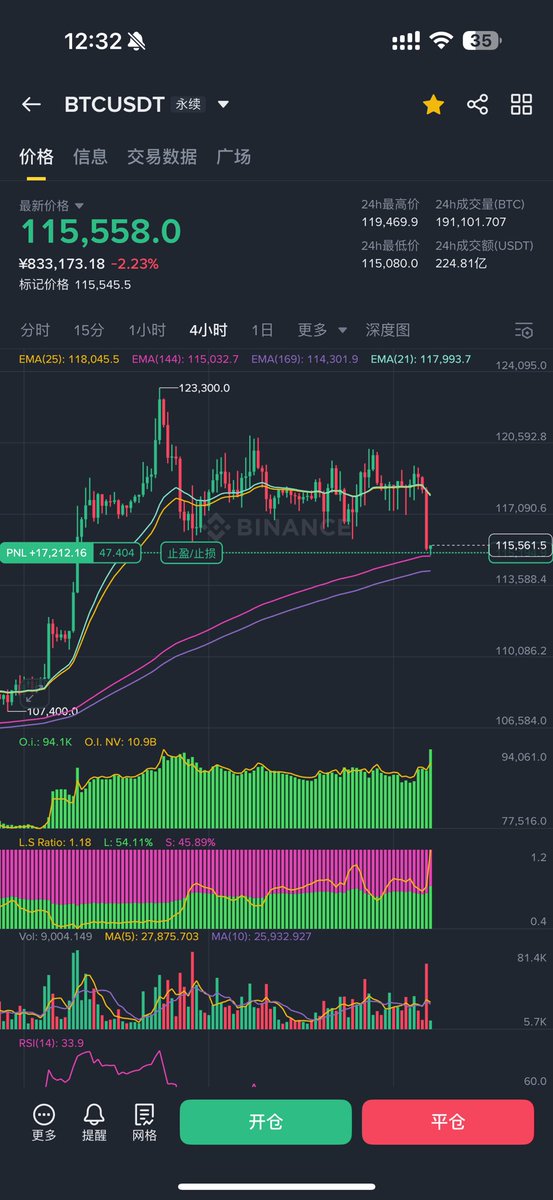 12:32
35
BTCUSDT 永续
价格 信息 交易数据 广场
最新价格
115,558.0
¥833,173.18 -2.23%
标记价格 115,545.5
24h最高价 24h成交量(BTC)
119,469.9 191,101.707
24h最低价 24h成交额(USDT)
115,080.0 224.81亿
分时 15分 1小时 4小时 1日 更多 深度图
EMA(25): 118,045.5 EMA(144): 115,032.7 EMA(169): 114,301.9 EMA(21): 117,993.7
124,095.0
123,300.0
120,592.8
117,090.6
BINANCE
115,561.5
PNL +17,212.16 47.404 止盈/止损
113,588.4
110,086.2
107,400.0
106,584.0
O.i.: 94.1K O.I. NV: 10.9B
94,061.0
77,516.0
L.S Ratio: 1.18 L: 54.11% S: 45.89%
1.2
0.4
Vol: 9,004.149 MA(5): 27,875.703 MA(10): 25,932.927
81.4K
5.7K
RSI(14): 33.9
60.0
更多 提醒 网格 开仓 平仓